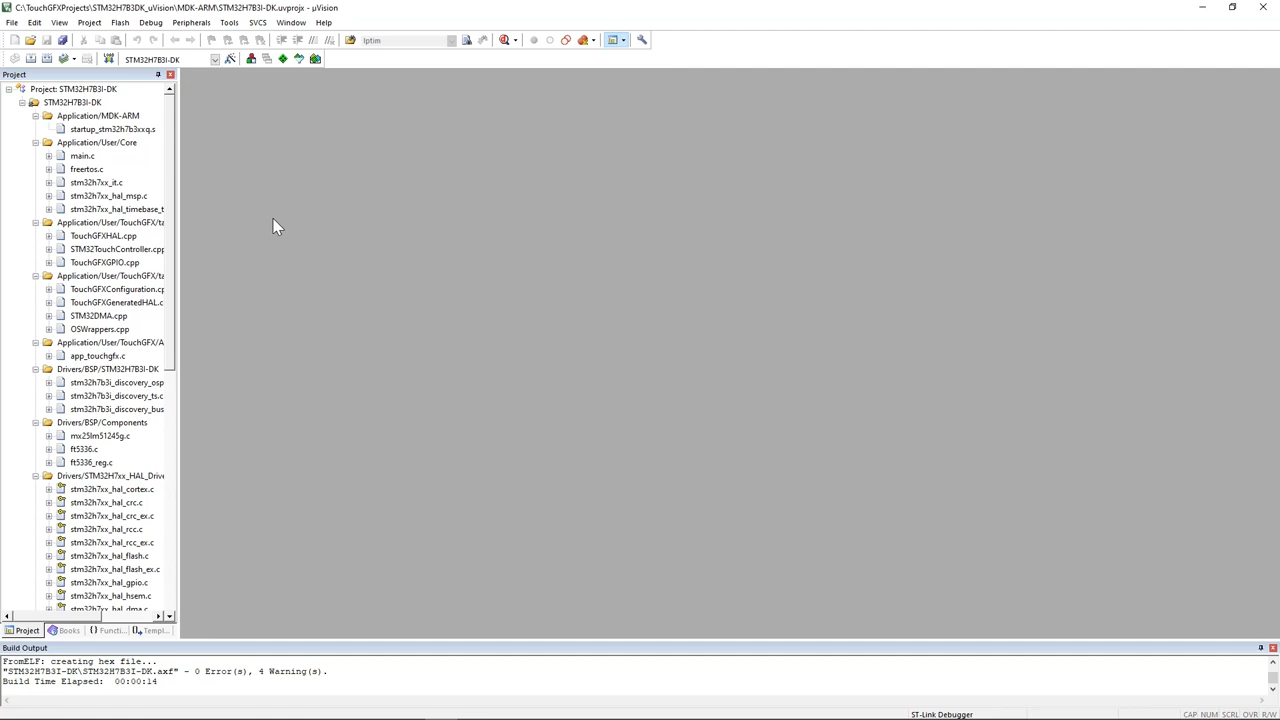 C:\TouchGFXProjects\STM32H7B3DK_uVision\MDK-ARM\STM32H7B3I-DK.uvprojx - µVision
File Edit View Project Flash Debug Peripherals Tools SVCS Window Help
lptim
STM32H7B3I-DK
Project
Project: STM32H7B3I-DK
STM32H7B3I-DK
Application/MDK-ARM
startup_stm32h7b3xxq.s
Application/User/Core
main.c
freertos.c
stm32h7xx_it.c
stm32h7xx_hal_msp.c
stm32h7xx_hal_timebase_t
Application/User/TouchGFX/ta
TouchGFXHAL.cpp
STM32TouchController.cpp
TouchGFXGPIO.cpp
Application/User/TouchGFX/ta
TouchGFXConfiguration.cp
TouchGFXGeneratedHAL.c
STM32DMA.cpp
OSWrappers.cpp
Application/User/TouchGFX/A
app_touchgfx.c
Drivers/BSP/STM32H7B3I-DK
stm32h7b3i_discovery_osp
stm32h7b3i_discovery_ts.c
stm32h7b3i_discovery_bus
Drivers/BSP/Components
mx25lm51245g.c
ft5336.c
ft5336_reg.c
Drivers/STM32H7xx_HAL_Drive
stm32h7xx_hal_cortex.c
stm32h7xx_hal_crc.c
stm32h7xx_hal_crc_ex.c
stm32h7xx_hal_rcc.c
stm32h7xx_hal_rcc_ex.c
stm32h7xx_hal_flash.c
stm32h7xx_hal_flash_ex.c
stm32h7xx_hal_gpio.c
stm32h7xx_hal_hsem.c
stm32h7xx_hal_dma.c
Project Books {} Functi... Templ...
Build Output
FromELF: creating hex file...
"STM32H7B3I-DK\STM32H7B3I-DK.axf" - 0 Error(s), 4 Warning(s).
Build Time Elapsed:  00:00:14
ST-Link Debugger CAP NUM SCRL OVR R/W